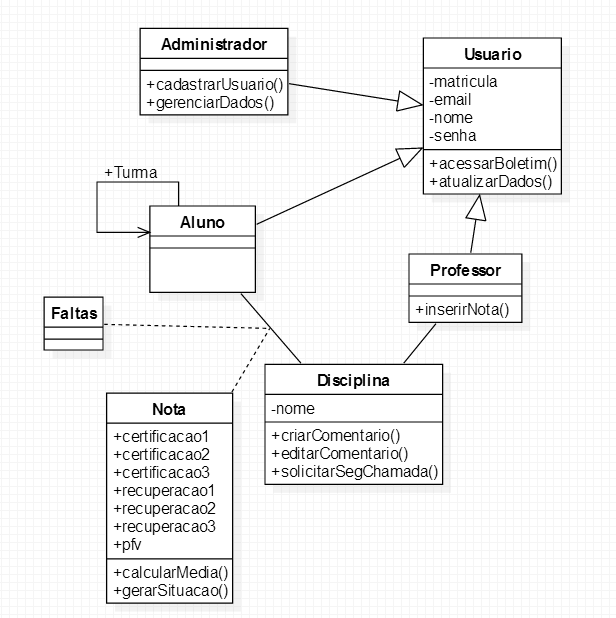 Administrador
+cadastrarUsuario()
+gerenciarDados()
Usuario
-matricula
-email
-nome
-senha
+acessarBoletim()
+atualizarDados()
+Turma
Aluno
Professor
+inserirNota()
Faltas
Disciplina
-nome
+criarComentario()
+editarComentario()
+solicitarSegChamada()
Nota
+certificacao1
+certificacao2
+certificacao3
+recuperacao1
+recuperacao2
+recuperacao3
+pfv
+calcularMedia()
+gerarSituacao()